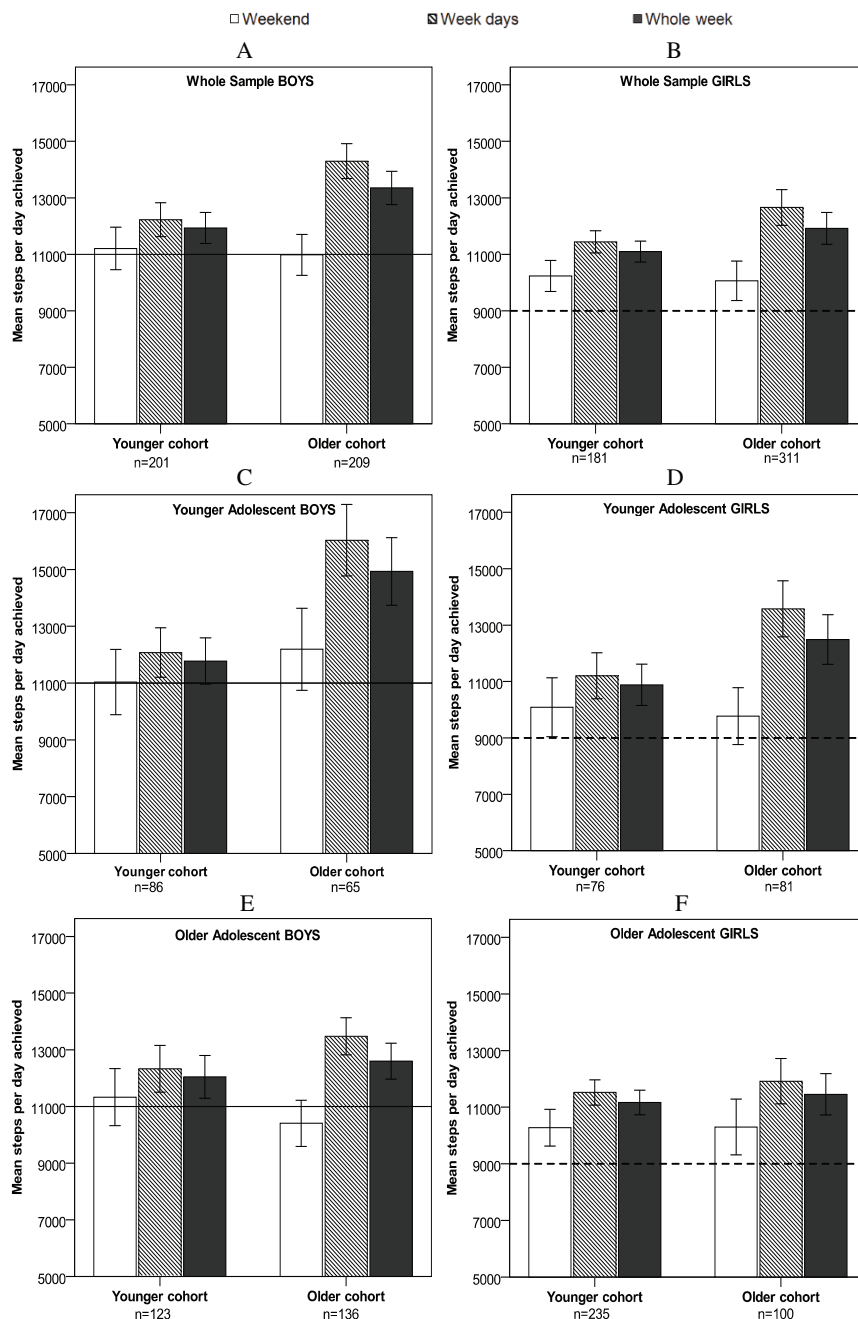 Weekend Week days Whole week
A
Whole Sample BOYS
Mean steps per day achieved
17000
15000
13000
11000
9000
7000
5000
Younger cohort Older cohort
n=201 n=209
B
Whole Sample GIRLS
Mean steps per day achieved
17000
15000
13000
11000
9000
7000
5000
Younger cohort Older cohort
n=181 n=311
C
Younger Adolescent BOYS
Mean steps per day achieved
17000
15000
13000
11000
9000
7000
5000
Younger cohort Older cohort
n=86 n=65
D
Younger Adolescent GIRLS
Mean steps per day achieved
17000
15000
13000
11000
9000
7000
5000
Younger cohort Older cohort
n=76 n=81
E
Older Adolescent BOYS
Mean steps per day achieved
17000
15000
13000
11000
9000
7000
5000
Younger cohort Older cohort
n=123 n=136
F
Older Adolescent GIRLS
Mean steps per day achieved
17000
15000
13000
11000
9000
7000
5000
Younger cohort Older cohort
n=235 n=100